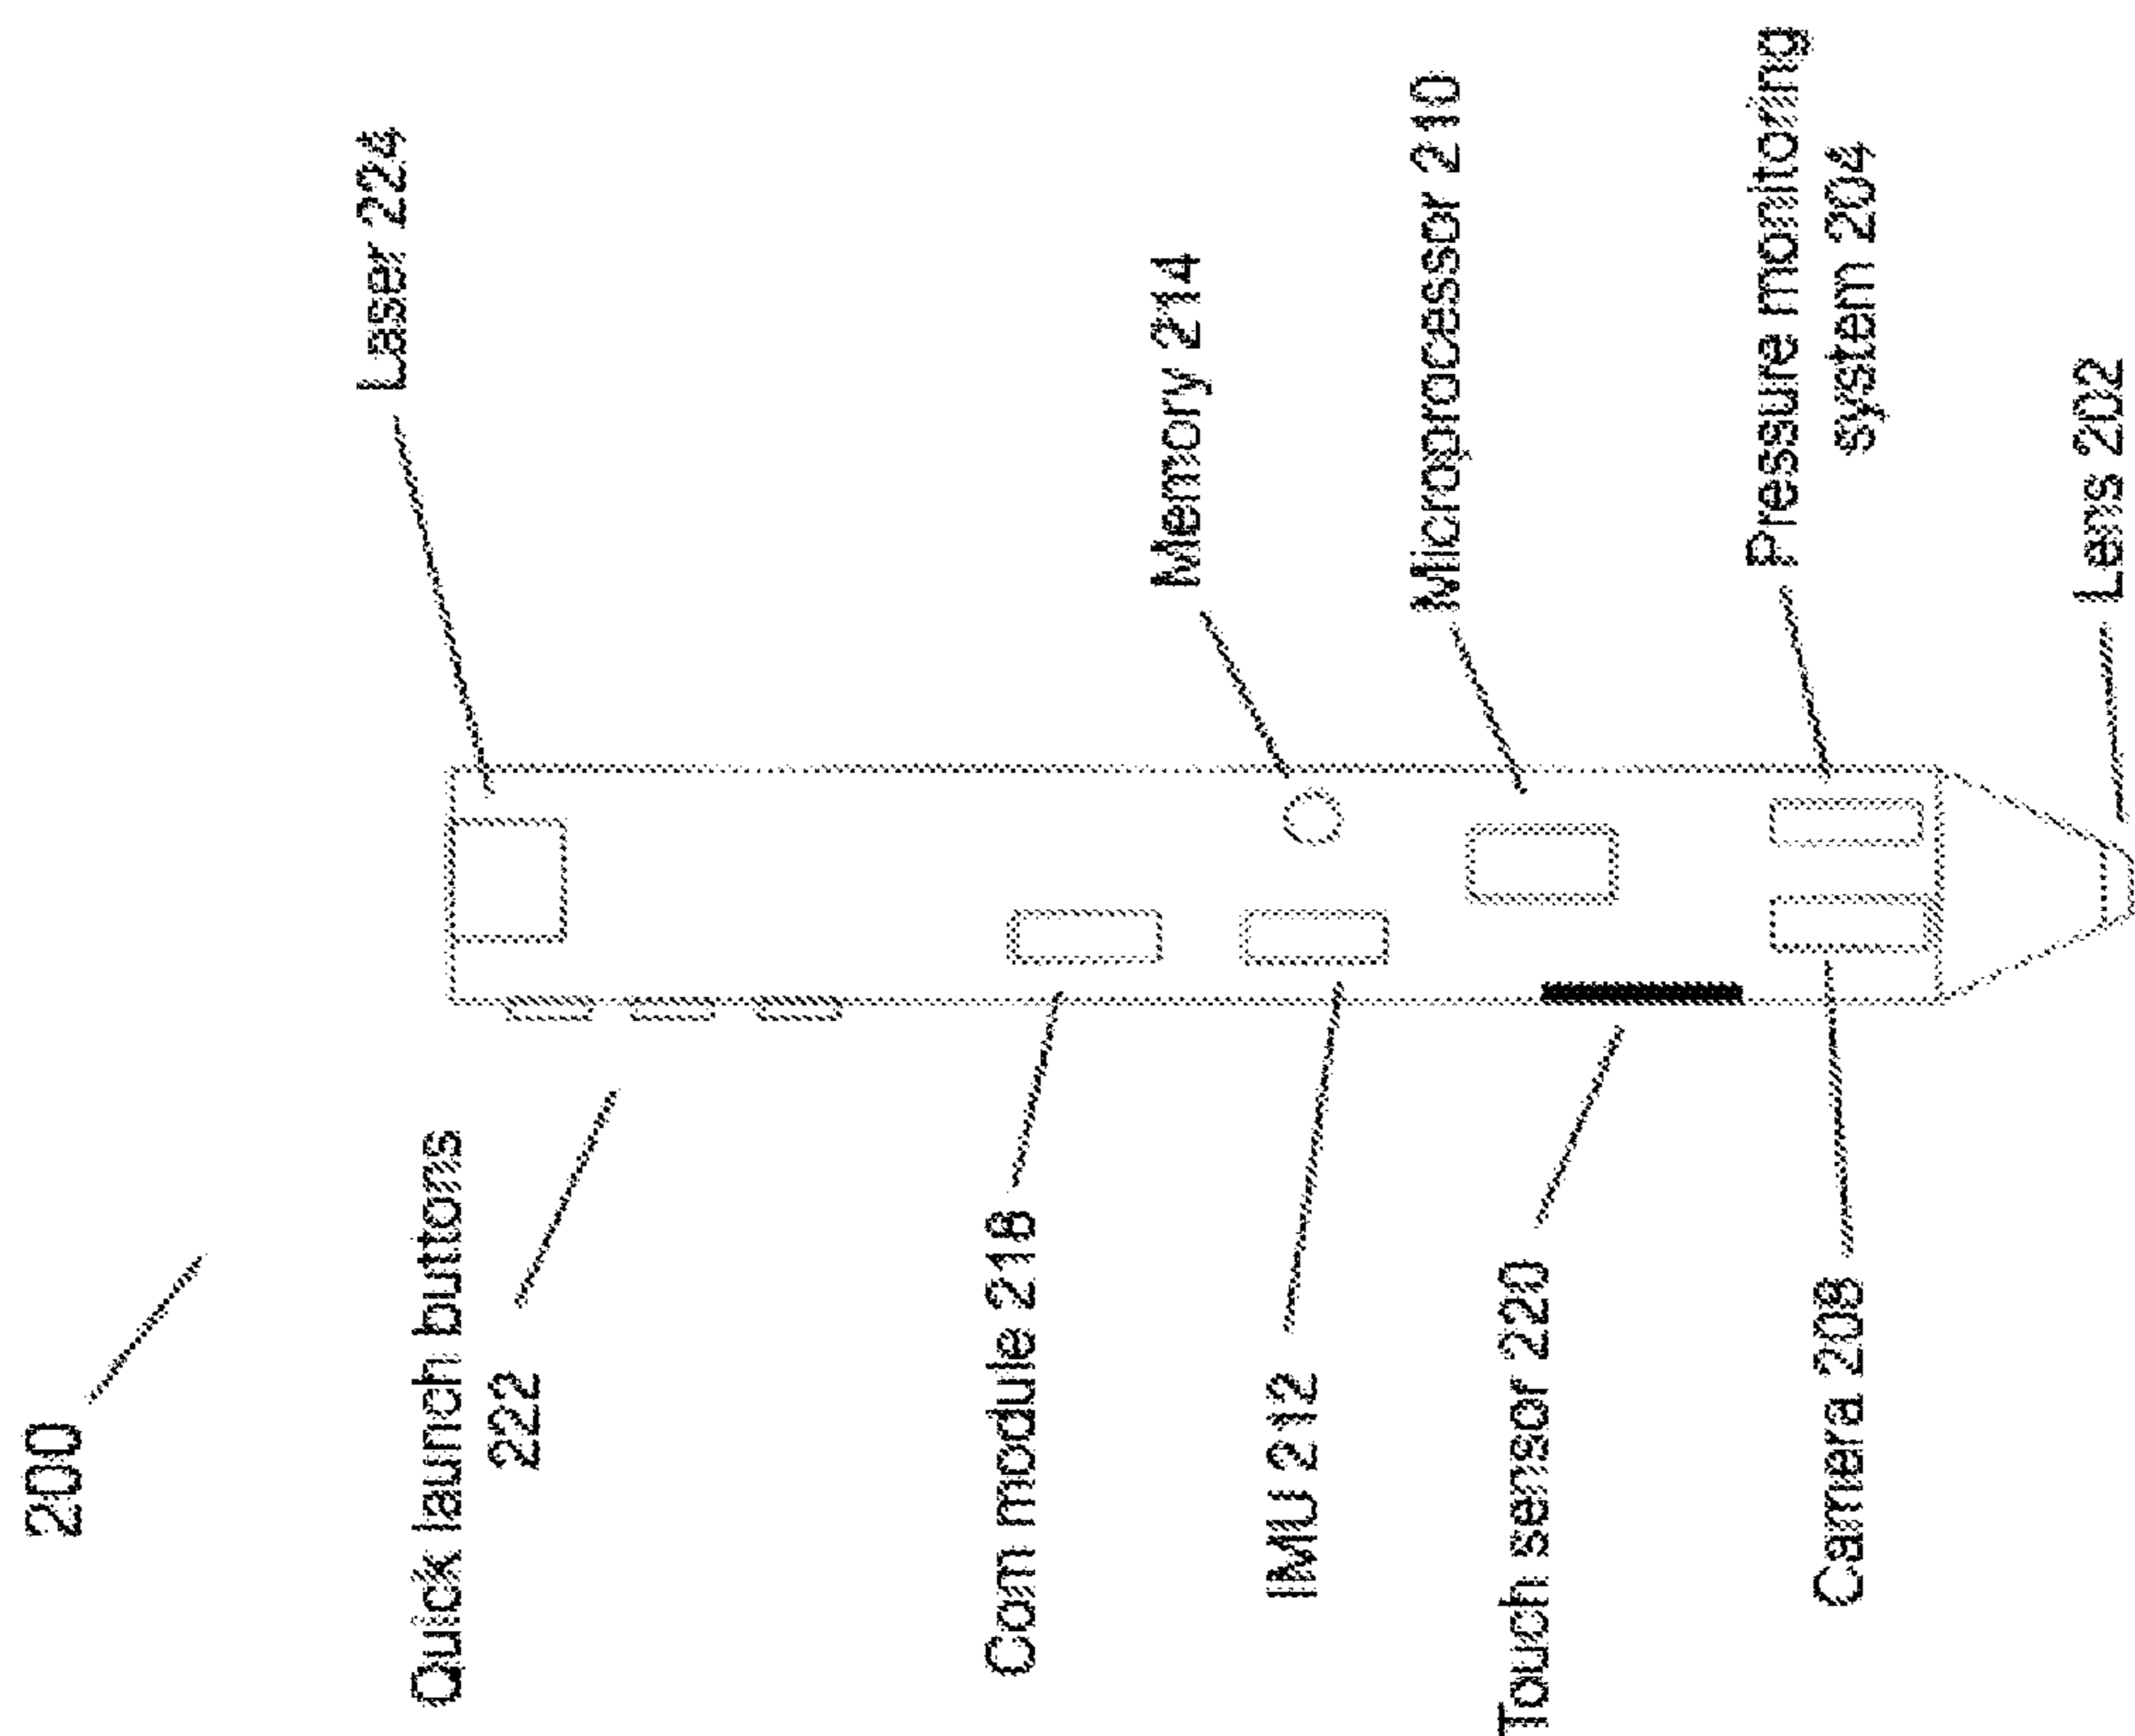 200
Quick launch buttons
222
Com module 218
IMU 212
Touch sensor 220
Camera 208
Laser 224
Memory 214
Microprocessor 210
Pressure monitoring
system 204
Lens 202